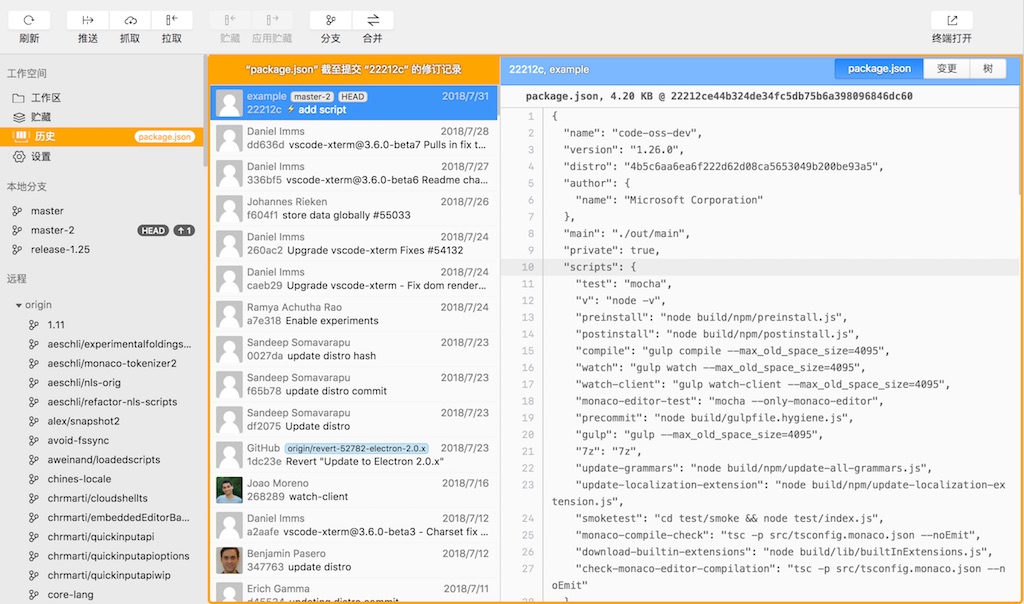 刷新
推送
抓取
拉取
贮藏
应用贮藏
分支
合并
终端打开
工作空间
工作区
贮藏
历史 package.json
设置
本地分支
master
master-2 HEAD ↑ 1
release-1.25
远程
origin
1.11
aeschli/experimentalfoldings...
aeschli/monaco-tokenizer2
aeschli/nls-orig
aeschli/refactor-nls-scripts
alex/snapshot2
avoid-fssync
aweinand/loadedscripts
chines-locale
chrmarti/cloudshellts
chrmarti/embeddedEditorBa...
chrmarti/quickinputapi
chrmarti/quickinputapioptions
chrmarti/quickinputapiwip
core-lang
"package.json" 截至提交 "22212c" 的修订记录
example master-2 HEAD 2018/7/31
22212c ⚡ add script
Daniel Imms 2018/7/28
dd636d vscode-xterm@3.6.0-beta7 Pulls in fix t...
Daniel Imms 2018/7/27
336bf5 vscode-xterm@3.6.0-beta6 Readme cha...
Johannes Rieken 2018/7/26
f604f1 store data globally #55033
Daniel Imms 2018/7/24
260ac2 Upgrade vscode-xterm Fixes #54132
Daniel Imms 2018/7/24
caeb29 Upgrade vscode-xterm - Fix dom render...
Ramya Achutha Rao 2018/7/24
a7e318 Enable experiments
Sandeep Somavarapu 2018/7/23
0027da update distro hash
Sandeep Somavarapu 2018/7/23
f65b78 update distro commit
Sandeep Somavarapu 2018/7/23
df2075 Update distro
GitHub origin/revert-52782-electron-2.0.x 2018/7/23
1dc23e Revert "Update to Electron 2.0.x"
Joao Moreno 2018/7/16
268289 watch-client
Daniel Imms 2018/7/12
a2aafe vscode-xterm@3.6.0-beta3 - Charset fix ...
Benjamin Pasero 2018/7/12
347763 update distro
Erich Gamma 2018/7/11
d45534 updating distro commit
22212c, example
package.json 变更 树
package.json, 4.20 KB @ 22212ce44b324de34fc5db75b6a398096846dc60
1 {
2 "name": "code-oss-dev",
3 "version": "1.26.0",
4 "distro": "4b5c6aa6ea6f222d62d08ca5653049b200be93a5",
5 "author": {
6 "name": "Microsoft Corporation"
7 },
8 "main": "./out/main",
9 "private": true,
10 "scripts": {
11 "test": "mocha",
12 "v": "node -v",
13 "preinstall": "node build/npm/preinstall.js",
14 "postinstall": "node build/npm/postinstall.js",
15 "compile": "gulp compile --max_old_space_size=4095",
16 "watch": "gulp watch --max_old_space_size=4095",
17 "watch-client": "gulp watch-client --max_old_space_size=4095",
18 "monaco-editor-test": "mocha --only-monaco-editor",
19 "precommit": "node build/gulpfile.hygiene.js",
20 "gulp": "gulp --max_old_space_size=4095",
21 "7z": "7z",
22 "update-grammars": "node build/npm/update-all-grammars.js",
23 "update-localization-extension": "node build/npm/update-localization-ex
tension.js",
24 "smoketest": "cd test/smoke && node test/index.js",
25 "monaco-compile-check": "tsc -p src/tsconfig.monaco.json --noEmit",
26 "download-builtin-extensions": "node build/lib/builtInExtensions.js",
27 "check-monaco-editor-compilation": "tsc -p src/tsconfig.monaco.json --n
oEmit"
28 },